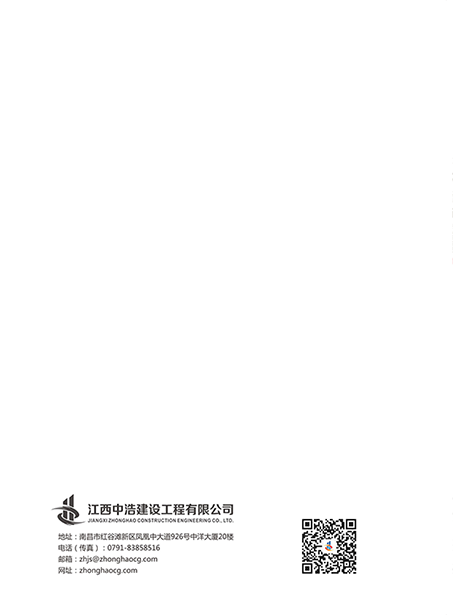 江西中浩建设工程有限公司
JIANGXI ZHONGHAO CONSTRUCTION ENGINEERING CO., LTD.
地址：南昌市红谷滩新区凤凰中大道926号中洋大厦20楼
电话（传真）：0791-83858516
邮箱：zhjs@zhonghaocg.com
网址：zhonghaocg.com